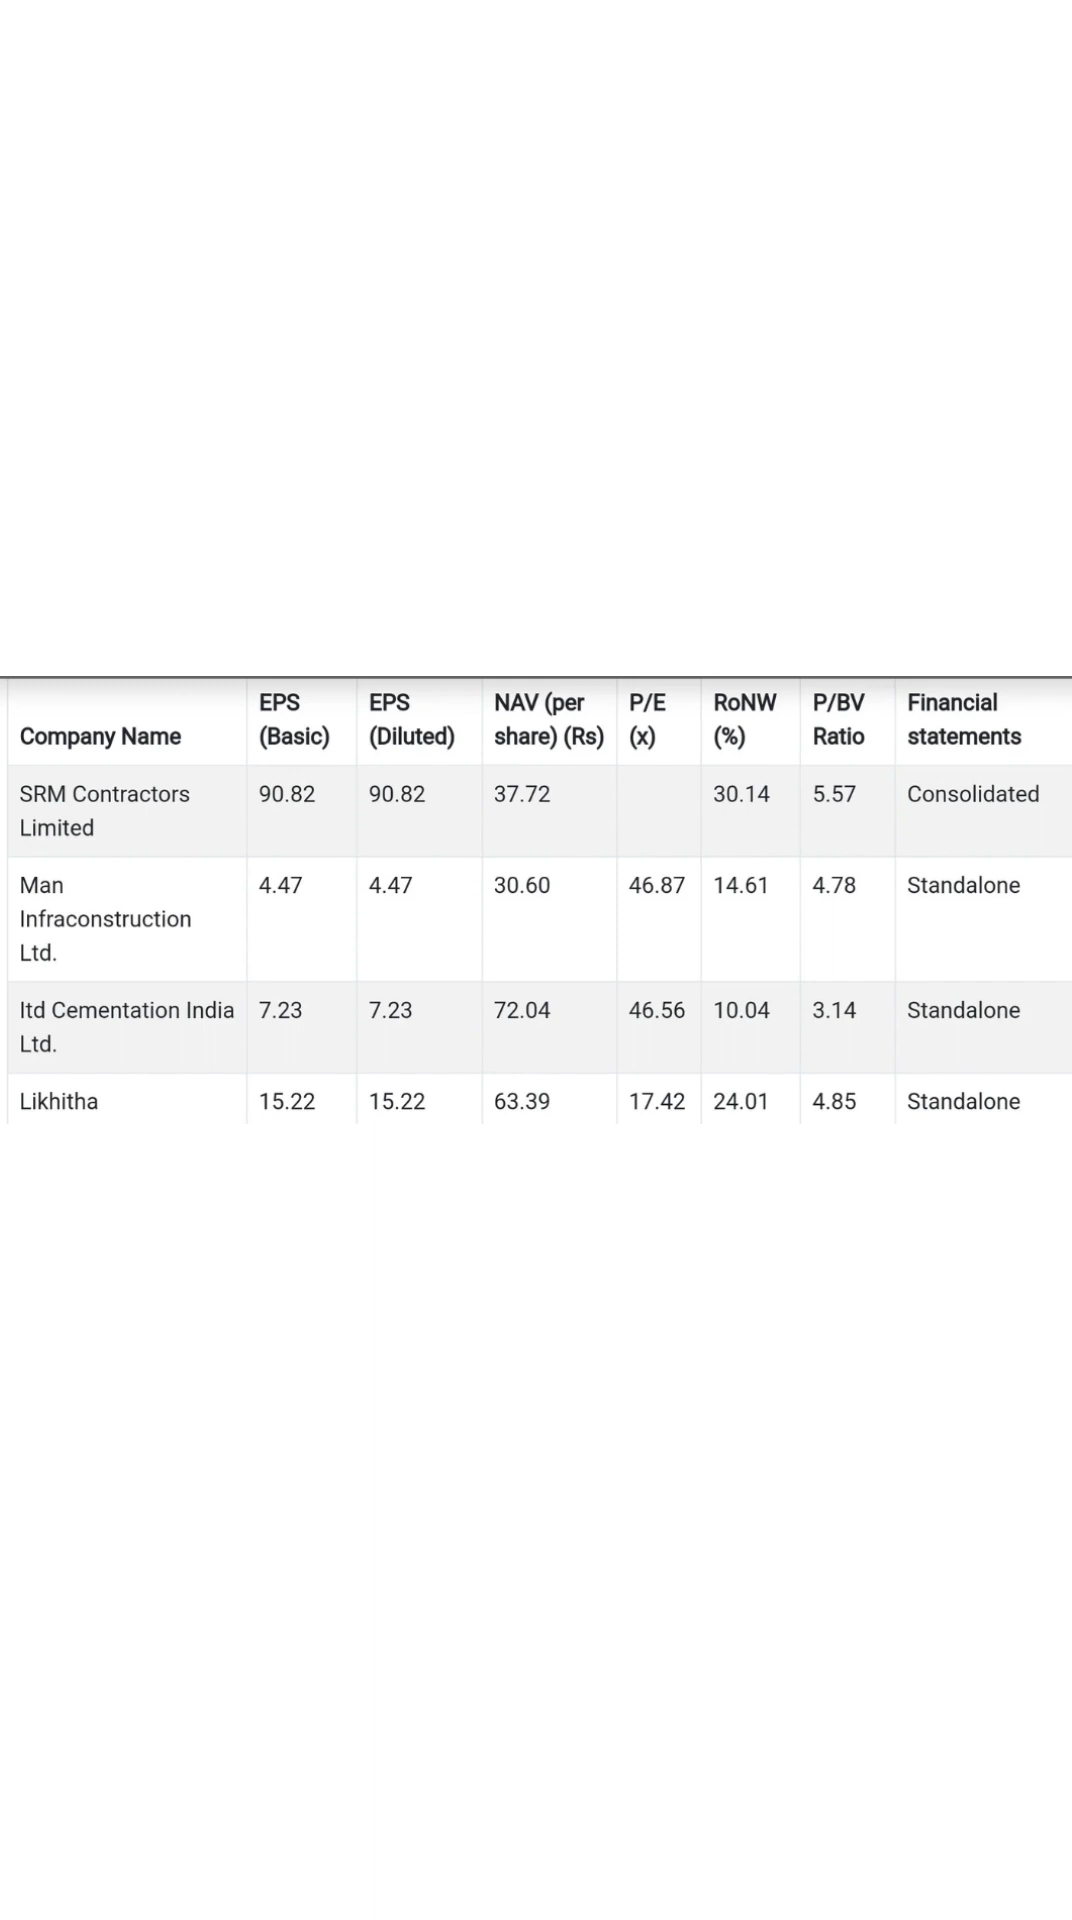 Company Name EPS (Basic) EPS (Diluted) NAV (per share) (Rs) P/E (x) RoNW (%) P/BV Ratio Financial statements
SRM Contractors Limited 90.82 90.82 37.72 30.14 5.57 Consolidated
Man Infraconstruction Ltd. 4.47 4.47 30.60 46.87 14.61 4.78 Standalone
ltd Cementation India Ltd. 7.23 7.23 72.04 46.56 10.04 3.14 Standalone
Likhitha 15.22 15.22 63.39 17.42 24.01 4.85 Standalone